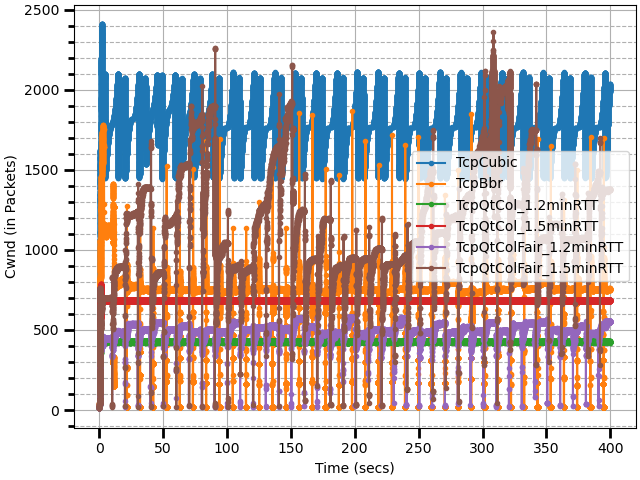 2500
2000
1500
1000
500
0
Cwnd (in Packets)
TcpCubic
TcpBbr
TcpQtCol_1.2minRTT
TcpQtCol_1.5minRTT
TcpQtColFair_1.2minRTT
TcpQtColFair_1.5minRTT
0 50 100 150 200 250 300 350 400
Time (secs)